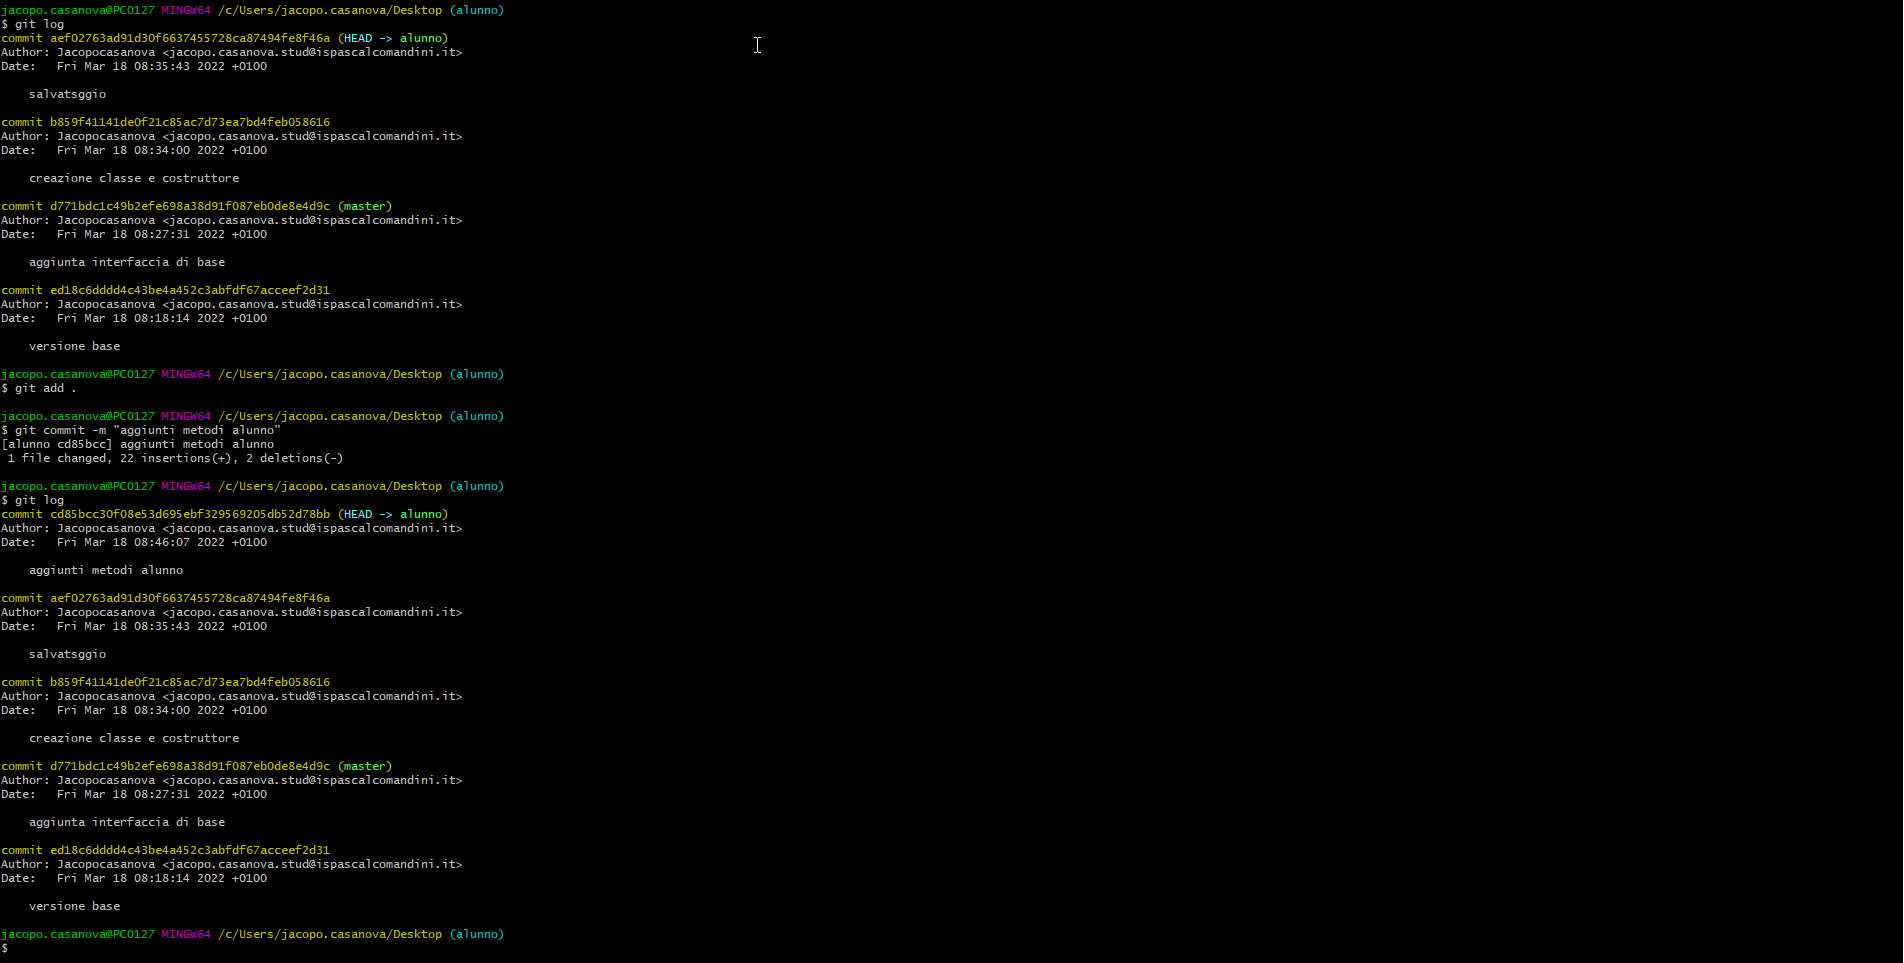 jacopo.casanova@PC0127 MINGW64 /c/Users/jacopo.casanova/Desktop (alunno)
$ git log
commit aef02763ad91d30f6637455728ca87494fe8f46a (HEAD -> alunno)
Author: Jacopocasanova <jacopo.casanova.stud@ispascalcomandini.it>
Date:   Fri Mar 18 08:35:43 2022 +0100

    salvatsggio

commit b859f41141de0f21c85ac7d73ea7bd4feb058616
Author: Jacopocasanova <jacopo.casanova.stud@ispascalcomandini.it>
Date:   Fri Mar 18 08:34:00 2022 +0100

    creazione classe e costruttore

commit d771bdc1c49b2efe698a38d91f087eb0de8e4d9c (master)
Author: Jacopocasanova <jacopo.casanova.stud@ispascalcomandini.it>
Date:   Fri Mar 18 08:27:31 2022 +0100

    aggiunta interfaccia di base

commit ed18c6dddd4c43be4a452c3abfdf67acceef2d31
Author: Jacopocasanova <jacopo.casanova.stud@ispascalcomandini.it>
Date:   Fri Mar 18 08:18:14 2022 +0100

    versione base

jacopo.casanova@PC0127 MINGW64 /c/Users/jacopo.casanova/Desktop (alunno)
$ git add .

jacopo.casanova@PC0127 MINGW64 /c/Users/jacopo.casanova/Desktop (alunno)
$ git commit -m "aggiunti metodi alunno"
[alunno cd85bcc] aggiunti metodi alunno
 1 file changed, 22 insertions(+), 2 deletions(-)

jacopo.casanova@PC0127 MINGW64 /c/Users/jacopo.casanova/Desktop (alunno)
$ git log
commit cd85bcc30f08e53d695ebf329569205db52d78bb (HEAD -> alunno)
Author: Jacopocasanova <jacopo.casanova.stud@ispascalcomandini.it>
Date:   Fri Mar 18 08:46:07 2022 +0100

    aggiunti metodi alunno

commit aef02763ad91d30f6637455728ca87494fe8f46a
Author: Jacopocasanova <jacopo.casanova.stud@ispascalcomandini.it>
Date:   Fri Mar 18 08:35:43 2022 +0100

    salvatsggio

commit b859f41141de0f21c85ac7d73ea7bd4feb058616
Author: Jacopocasanova <jacopo.casanova.stud@ispascalcomandini.it>
Date:   Fri Mar 18 08:34:00 2022 +0100

    creazione classe e costruttore

commit d771bdc1c49b2efe698a38d91f087eb0de8e4d9c (master)
Author: Jacopocasanova <jacopo.casanova.stud@ispascalcomandini.it>
Date:   Fri Mar 18 08:27:31 2022 +0100

    aggiunta interfaccia di base

commit ed18c6dddd4c43be4a452c3abfdf67acceef2d31
Author: Jacopocasanova <jacopo.casanova.stud@ispascalcomandini.it>
Date:   Fri Mar 18 08:18:14 2022 +0100

    versione base

jacopo.casanova@PC0127 MINGW64 /c/Users/jacopo.casanova/Desktop (alunno)
$